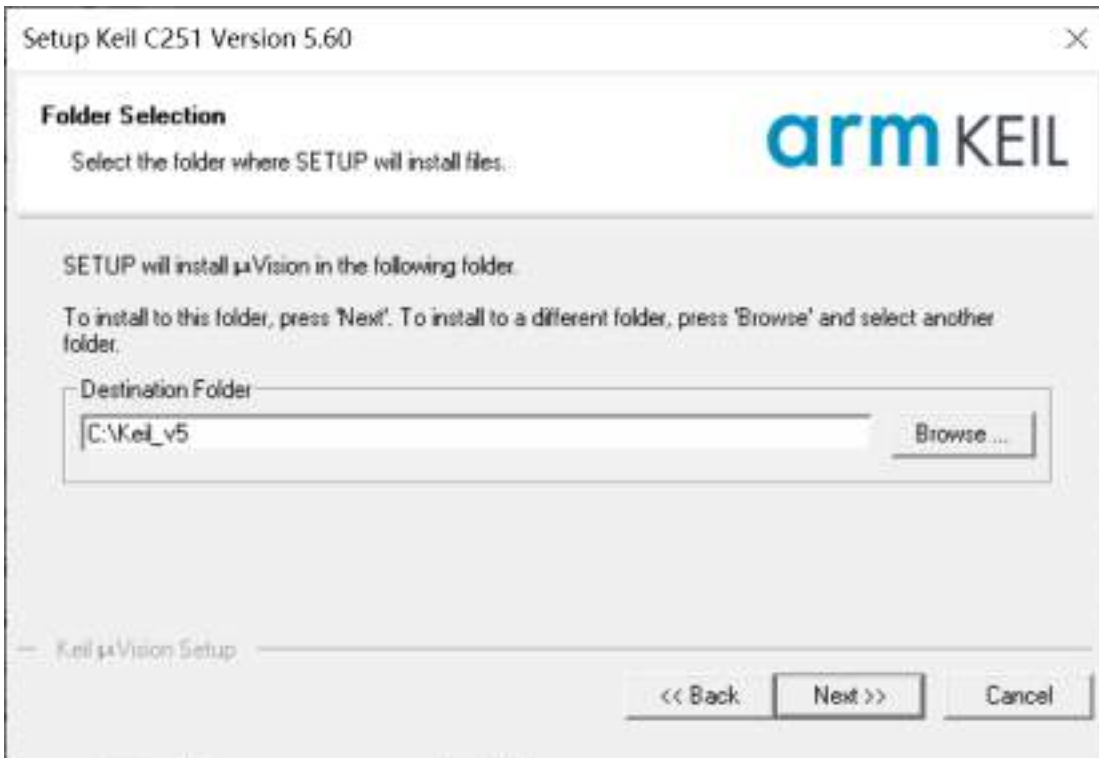 Setup Keil C251 Version 5.60
Folder Selection
Select the folder where SETUP will install files.
arm KEIL
SETUP will install µVision in the following folder.
To install to this folder, press 'Next'. To install to a different folder, press 'Browse' and select another
folder.
Destination Folder
C:\Keil_v5
Browse ...
Keil µVision Setup
<< Back
Next >>
Cancel